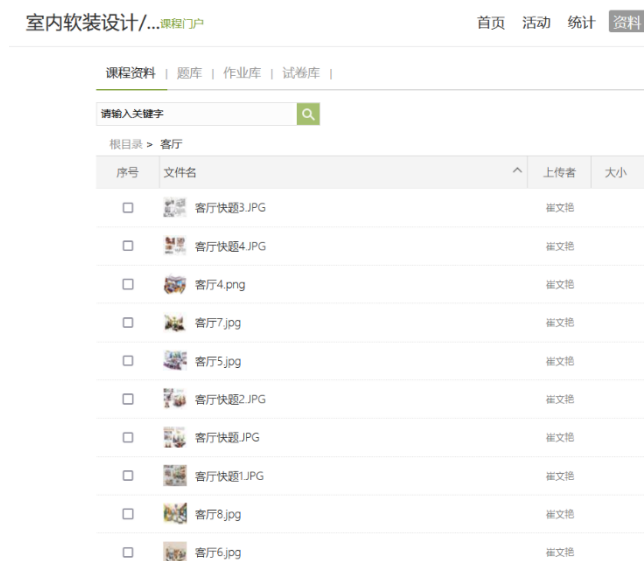 室内软装设计/...课程门户 首页 活动 统计 资料
课程资料 | 题库 | 作业库 | 试卷库 |
请输入关键字
根目录 > 客厅
序号 文件名 上传者 大小
客厅快题3.JPG 崔文艳
客厅快题4.JPG 崔文艳
客厅4.png 崔文艳
客厅7.jpg 崔文艳
客厅5.jpg 崔文艳
客厅快题2.JPG 崔文艳
客厅快题.JPG 崔文艳
客厅快题1.JPG 崔文艳
客厅8.jpg 崔文艳
客厅6.jpg 崔文艳